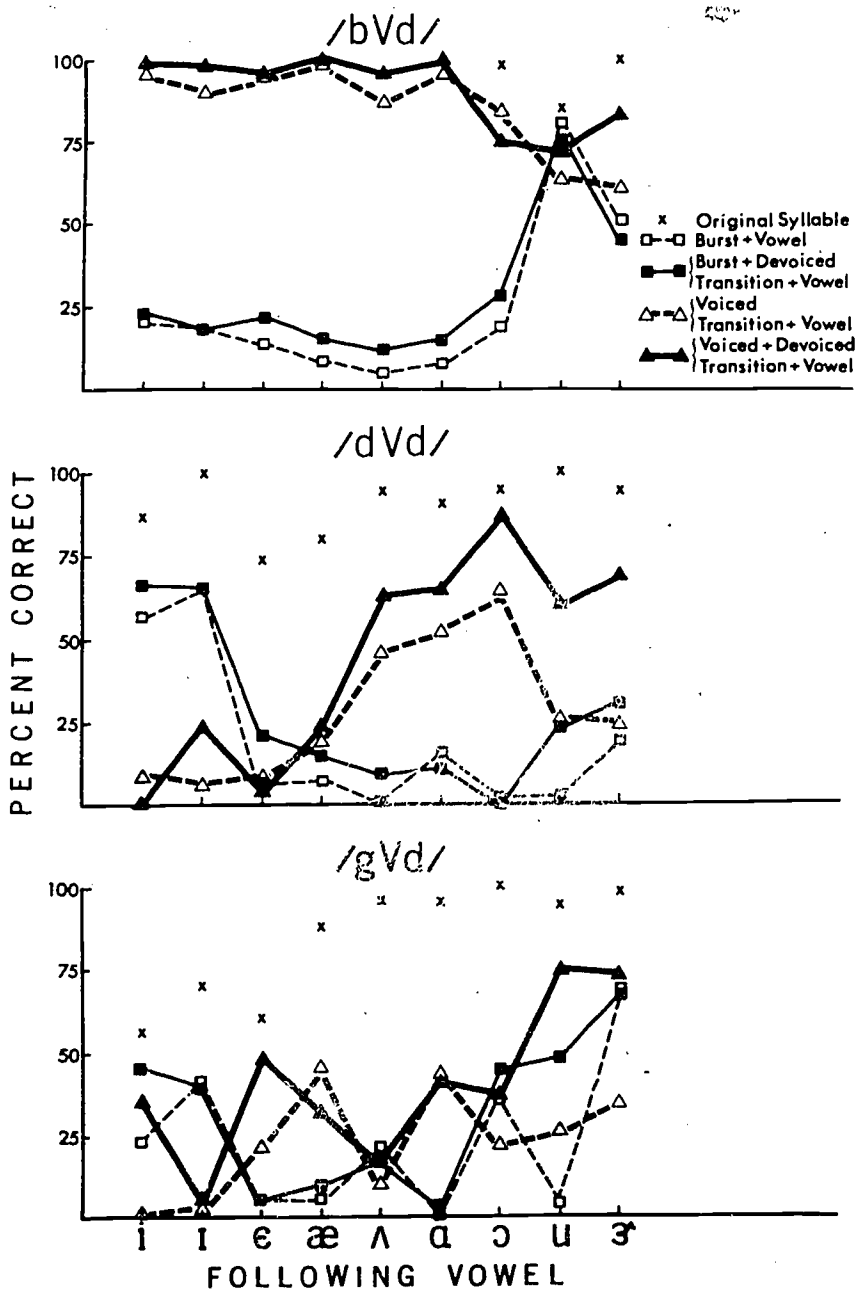 /bVd/
100
75
50
25
x Original Syllable
Burst + Vowel
Burst + Devoiced
Transition + Vowel
Voiced
Transition + Vowel
Voiced + Devoiced
Transition + Vowel
/dVd/
100
75
50
25
PERCENT CORRECT
/gVd/
100
75
50
25
i ɪ ɛ æ ʌ ɑ ɔ u ɝ
FOLLOWING VOWEL